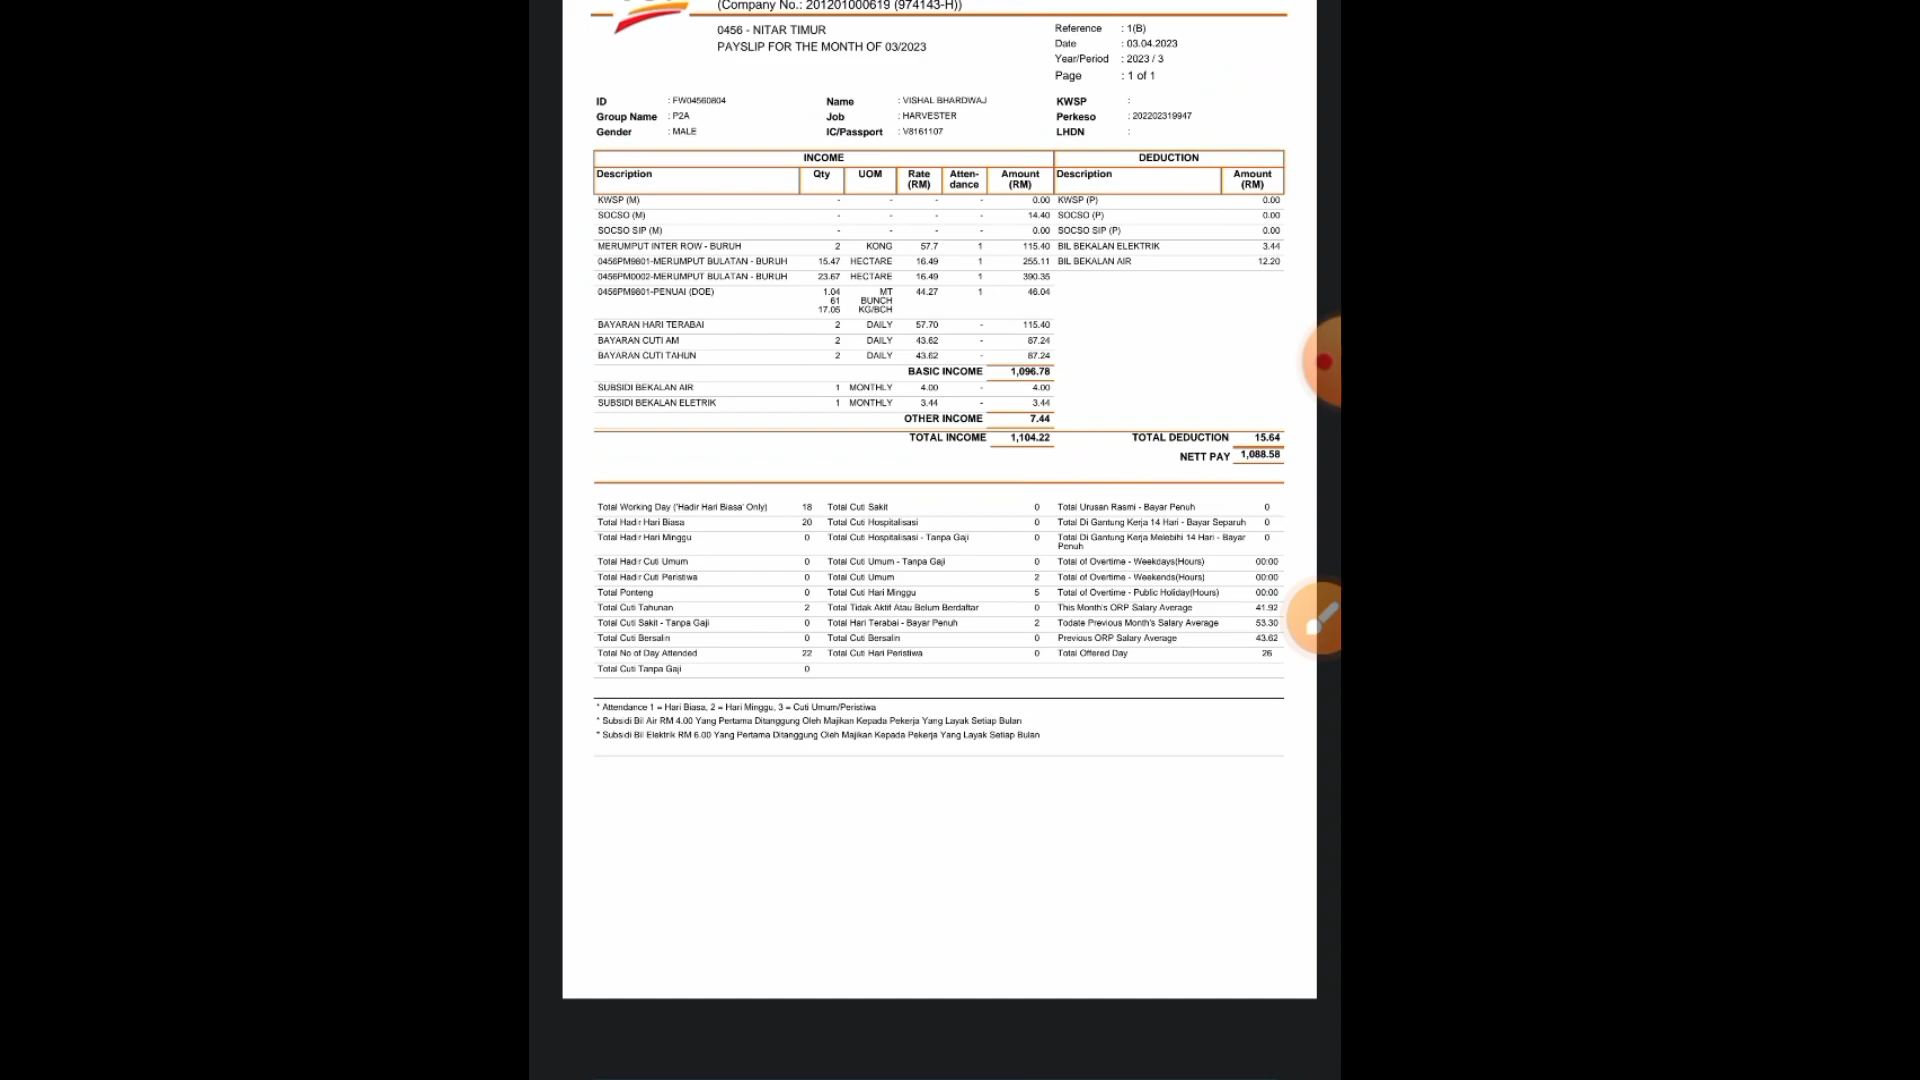 (Company No.: 201201000619 (974143-H))
0456 - NITAR TIMUR
PAYSLIP FOR THE MONTH OF 03/2023
Reference : 1(B)
Date : 03.04.2023
Year/Period : 2023 / 3
Page : 1 of 1
ID : FW04560804 Name : VISHAL BHARDWAJ KWSP :
Group Name : P2A Job : HARVESTER Perkeso : 202202319947
Gender : MALE IC/Passport : V8161107 LHDN :
INCOME DEDUCTION
Description Qty UOM Rate (RM) Atten-dance Amount (RM) Description Amount (RM)
KWSP (M) - - - - 0.00 KWSP (P) 0.00
SOCSO (M) - - - - 14.40 SOCSO (P) 0.00
SOCSO SIP (M) - - - - 0.00 SOCSO SIP (P) 0.00
MERUMPUT INTER ROW - BURUH 2 KONG 57.7 1 115.40 BIL BEKALAN ELEKTRIK 3.44
0456PM9801-MERUMPUT BULATAN - BURUH 15.47 HECTARE 16.49 1 255.11 BIL BEKALAN AIR 12.20
0456PM0002-MERUMPUT BULATAN - BURUH 23.67 HECTARE 16.49 1 390.35
0456PM9801-PENUAI (DOE) 1.04 MT 44.27 1 46.04
61 BUNCH
17.05 KG/BCH
BAYARAN HARI TERABAI 2 DAILY 57.70 - 115.40
BAYARAN CUTI AM 2 DAILY 43.62 - 87.24
BAYARAN CUTI TAHUN 2 DAILY 43.62 - 87.24
BASIC INCOME 1,096.78
SUBSIDI BEKALAN AIR 1 MONTHLY 4.00 - 4.00
SUBSIDI BEKALAN ELETRIK 1 MONTHLY 3.44 - 3.44
OTHER INCOME 7.44
TOTAL INCOME 1,104.22 TOTAL DEDUCTION 15.64
NETT PAY 1,088.58
Total Working Day ('Hadir Hari Biasa' Only) 18 Total Cuti Sakit 0 Total Urusan Rasmi - Bayar Penuh 0
Total Hadir Hari Biasa 20 Total Cuti Hospitalisasi 0 Total Di Gantung Kerja 14 Hari - Bayar Separuh 0
Total Hadir Hari Minggu 0 Total Cuti Hospitalisasi - Tanpa Gaji 0 Total Di Gantung Kerja Melebihi 14 Hari - Bayar Penuh 0
Total Hadir Cuti Umum 0 Total Cuti Umum - Tanpa Gaji 0 Total of Overtime - Weekdays(Hours) 00:00
Total Hadir Cuti Peristiwa 0 Total Cuti Umum 2 Total of Overtime - Weekends(Hours) 00:00
Total Ponteng 0 Total Cuti Hari Minggu 5 Total of Overtime - Public Holiday(Hours) 00:00
Total Cuti Tahunan 2 Total Tidak Aktif Atau Belum Berdaftar 0 This Month's ORP Salary Average 41.92
Total Cuti Sakit - Tanpa Gaji 0 Total Hari Terabai - Bayar Penuh 2 Todate Previous Month's Salary Average 53.30
Total Cuti Bersalin 0 Total Cuti Bersalin 0 Previous ORP Salary Average 43.62
Total No of Day Attended 22 Total Cuti Hari Peristiwa 0 Total Offered Day 26
Total Cuti Tanpa Gaji 0
* Attendance 1 = Hari Biasa, 2 = Hari Minggu, 3 = Cuti Umum/Peristiwa
* Subsidi Bil Air RM 4.00 Yang Pertama Ditanggung Oleh Majikan Kepada Pekerja Yang Layak Setiap Bulan
* Subsidi Bil Elektrik RM 6.00 Yang Pertama Ditanggung Oleh Majikan Kepada Pekerja Yang Layak Setiap Bulan